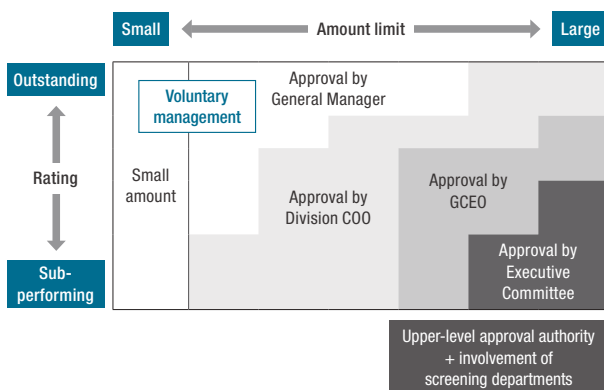 Small
Amount limit
Large
Outstanding
Rating
Sub-
performing
Voluntary
management
Approval by
General Manager
Small
amount
Approval by
Division COO
Approval by
GCEO
Approval by
Executive
Committee
Upper-level approval authority
+ involvement of
screening departments